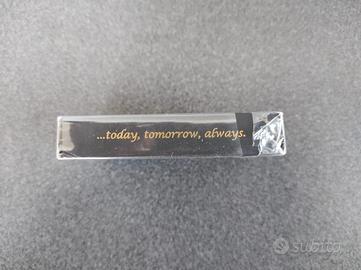 ...today, tomorrow, always.
subito